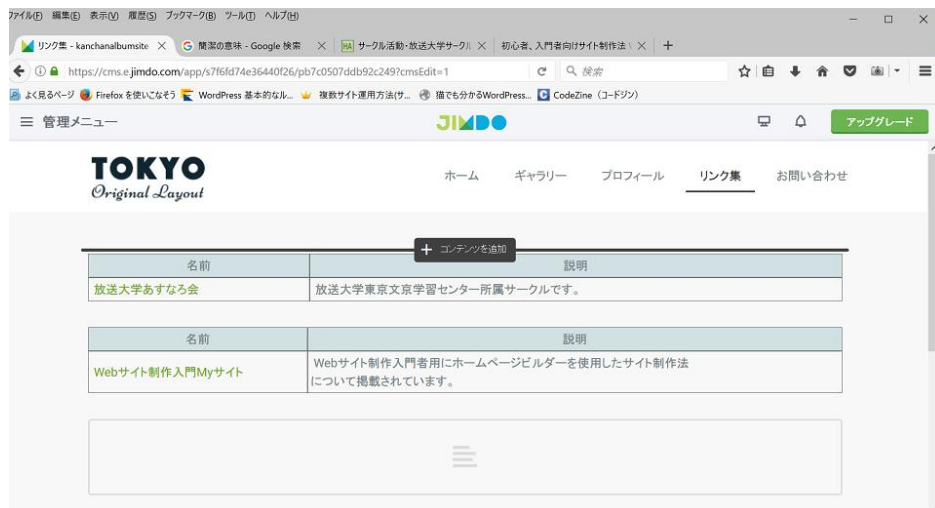 ファイル(F) 編集(E) 表示(V) 履歴(S) ブックマーク(B) ツール(T) ヘルプ(H)
リンク集 - kanchanalbumsite
簡潔の意味 - Google 検索
HA サークル活動・放送大学サークル
初心者、入門者向けサイト制作法
https://cms.e.jimdo.com/app/s7f6fd74e36440f26/pb7c0507ddb92c249?cmsEdit=1
検索
よく見るページ Firefox を使いこなそう WordPress 基本的なル... 複数サイト運用方法(サ... 猫でも分かるWordPress... CodeZine（コードジン）
管理メニュー
JIMDO
アップグレード
TOKYO
Original Layout
ホーム ギャラリー プロフィール リンク集 お問い合わせ
+ コンテンツを追加
名前 説明
放送大学あすなろ会 放送大学東京文京学習センター所属サークルです。
名前 説明
Webサイト制作入門Myサイト Webサイト制作入門者用にホームページビルダーを使用したサイト制作法
について掲載されています。